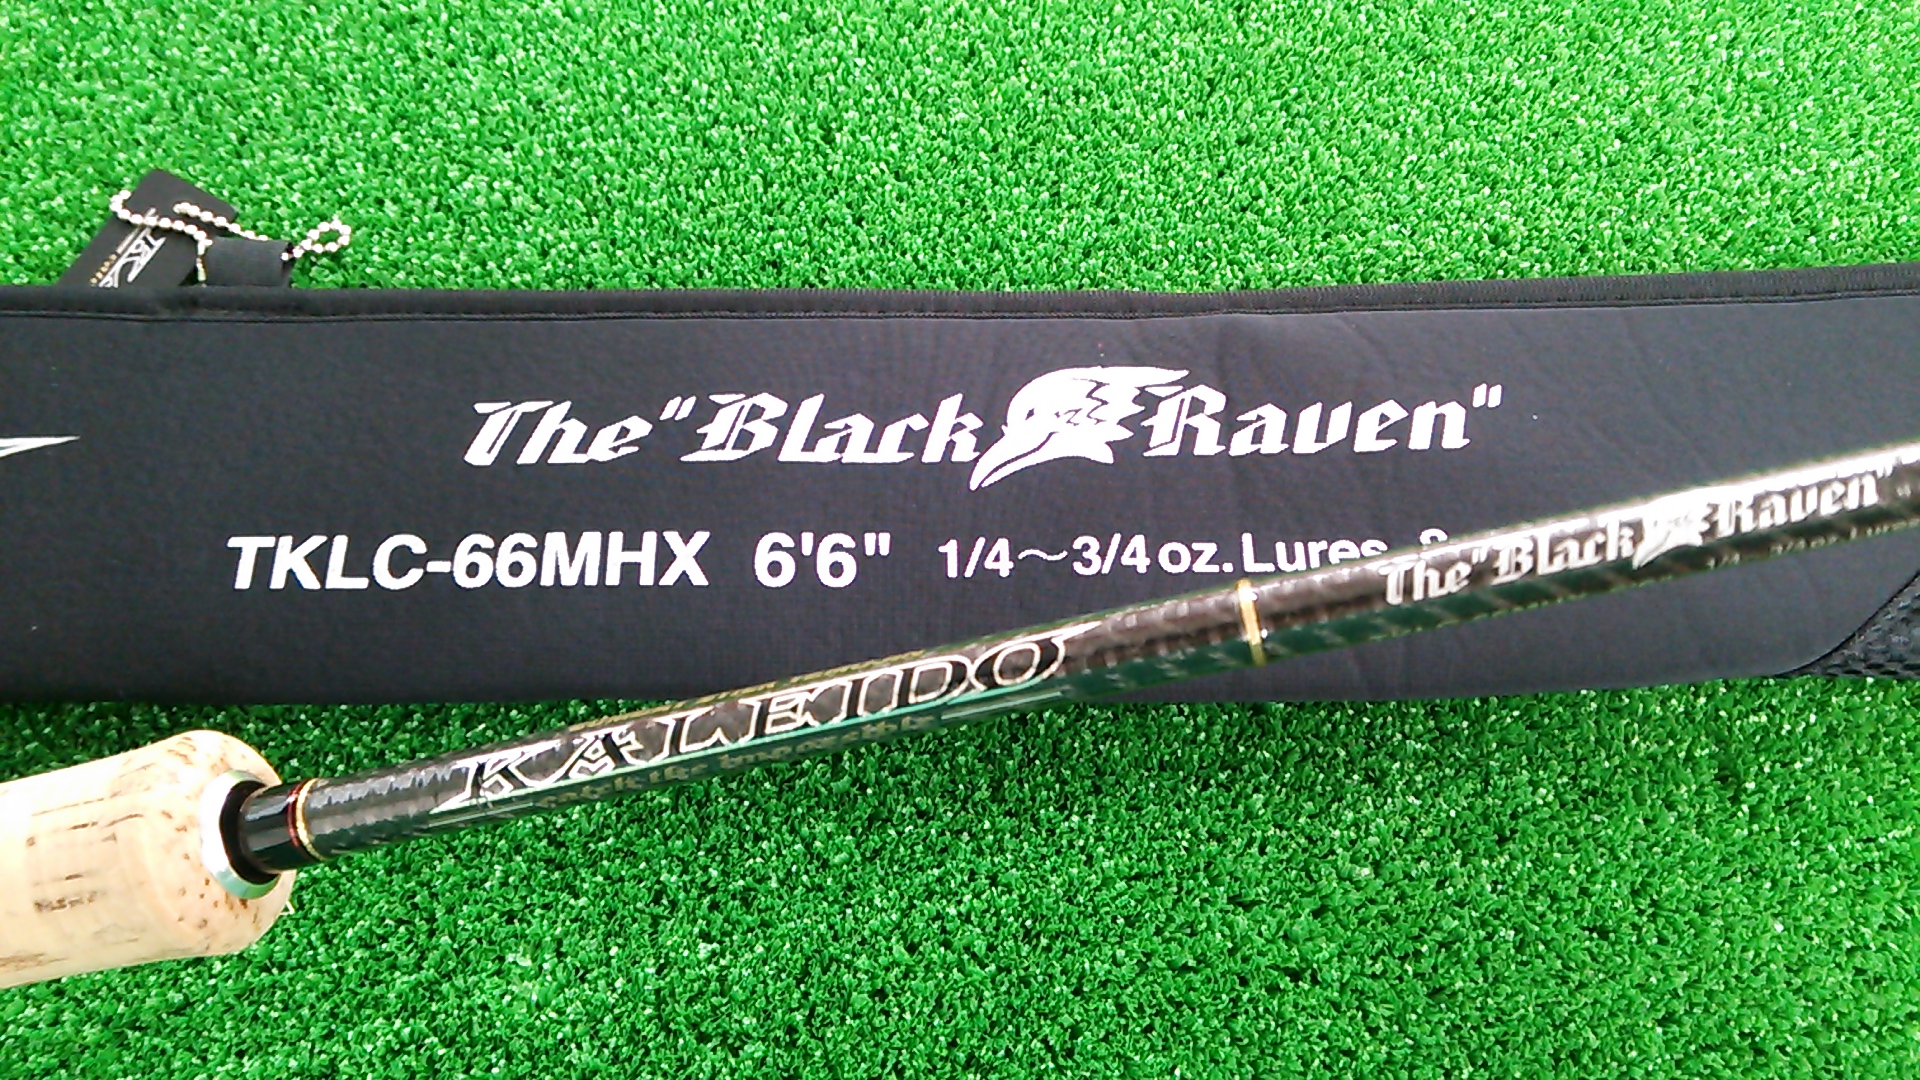 The "Black Raven"
TKLC-66MHX 6'6" 1/4～3/4oz. Lures
The "Black Raven"
KALEIDO